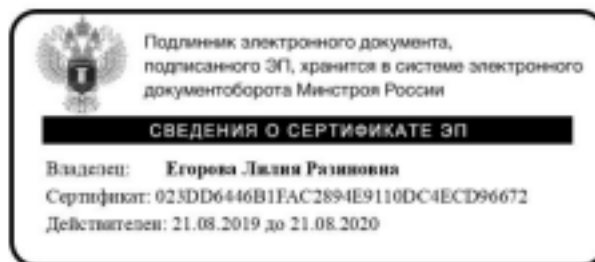 Подлинник электронного документа,
подписанного ЭП, хранится в системе электронного
документоборота Минстроя России
СВЕДЕНИЯ О СЕРТИФИКАТЕ ЭП
Владелец: Егорова Лилия Разиновна
Сертификат: 023DD6446B1FAC2894E9110DC4ECD96672
Действителен: 21.08.2019 до 21.08.2020